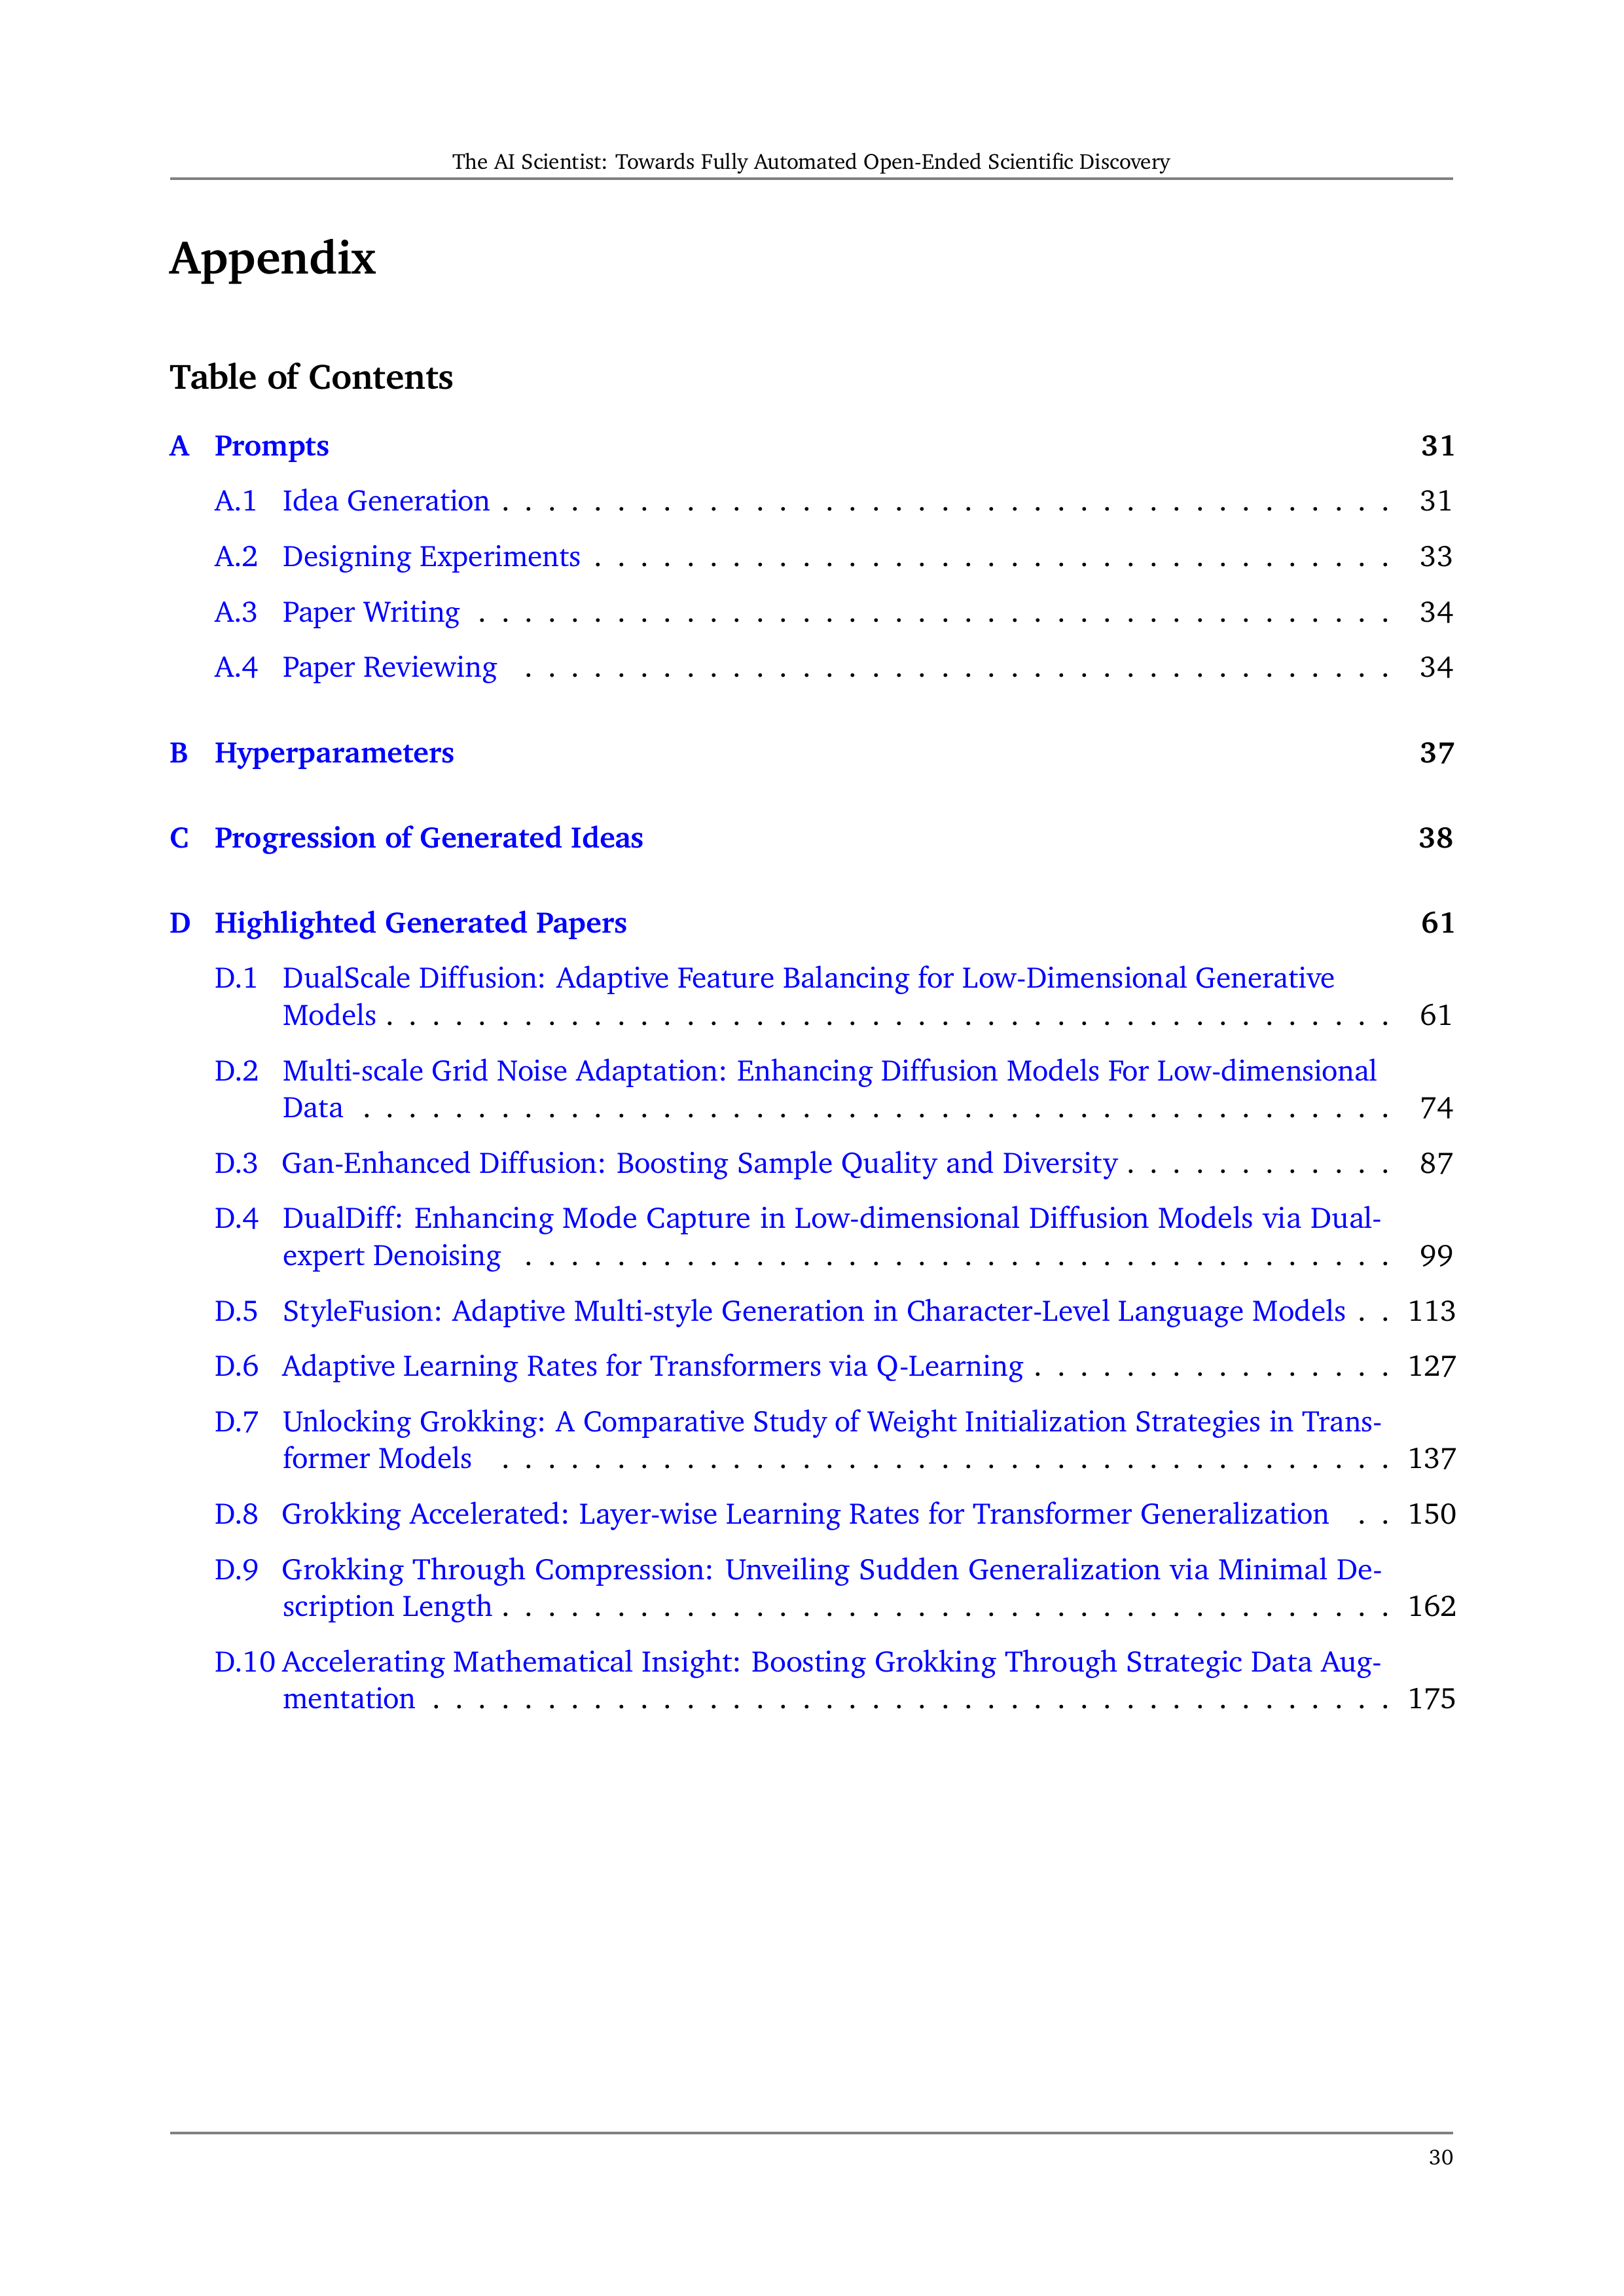 The AI Scientist: Towards Fully Automated Open-Ended Scientific Discovery
Appendix
Table of Contents
A Prompts 31
A.1 Idea Generation . . . . . . . . . . . . . . . . . . . . . . . . . . . . . . . . . . . . . . . 31
A.2 Designing Experiments . . . . . . . . . . . . . . . . . . . . . . . . . . . . . . . . . . . 33
A.3 Paper Writing . . . . . . . . . . . . . . . . . . . . . . . . . . . . . . . . . . . . . . . . 34
A.4 Paper Reviewing . . . . . . . . . . . . . . . . . . . . . . . . . . . . . . . . . . . . . . 34
B Hyperparameters 37
C Progression of Generated Ideas 38
D Highlighted Generated Papers 61
D.1 DualScale Diffusion: Adaptive Feature Balancing for Low-Dimensional Generative
Models . . . . . . . . . . . . . . . . . . . . . . . . . . . . . . . . . . . . . . . . . . . . 61
D.2 Multi-scale Grid Noise Adaptation: Enhancing Diffusion Models For Low-dimensional
Data . . . . . . . . . . . . . . . . . . . . . . . . . . . . . . . . . . . . . . . . . . . . . 74
D.3 Gan-Enhanced Diffusion: Boosting Sample Quality and Diversity . . . . . . . . . . . . 87
D.4 DualDiff: Enhancing Mode Capture in Low-dimensional Diffusion Models via Dual-
expert Denoising . . . . . . . . . . . . . . . . . . . . . . . . . . . . . . . . . . . . . . 99
D.5 StyleFusion: Adaptive Multi-style Generation in Character-Level Language Models . . 113
D.6 Adaptive Learning Rates for Transformers via Q-Learning . . . . . . . . . . . . . . . . 127
D.7 Unlocking Grokking: A Comparative Study of Weight Initialization Strategies in Trans-
former Models . . . . . . . . . . . . . . . . . . . . . . . . . . . . . . . . . . . . . . . 137
D.8 Grokking Accelerated: Layer-wise Learning Rates for Transformer Generalization . . 150
D.9 Grokking Through Compression: Unveiling Sudden Generalization via Minimal De-
scription Length . . . . . . . . . . . . . . . . . . . . . . . . . . . . . . . . . . . . . . . 162
D.10 Accelerating Mathematical Insight: Boosting Grokking Through Strategic Data Aug-
mentation . . . . . . . . . . . . . . . . . . . . . . . . . . . . . . . . . . . . . . . . . . 175
30